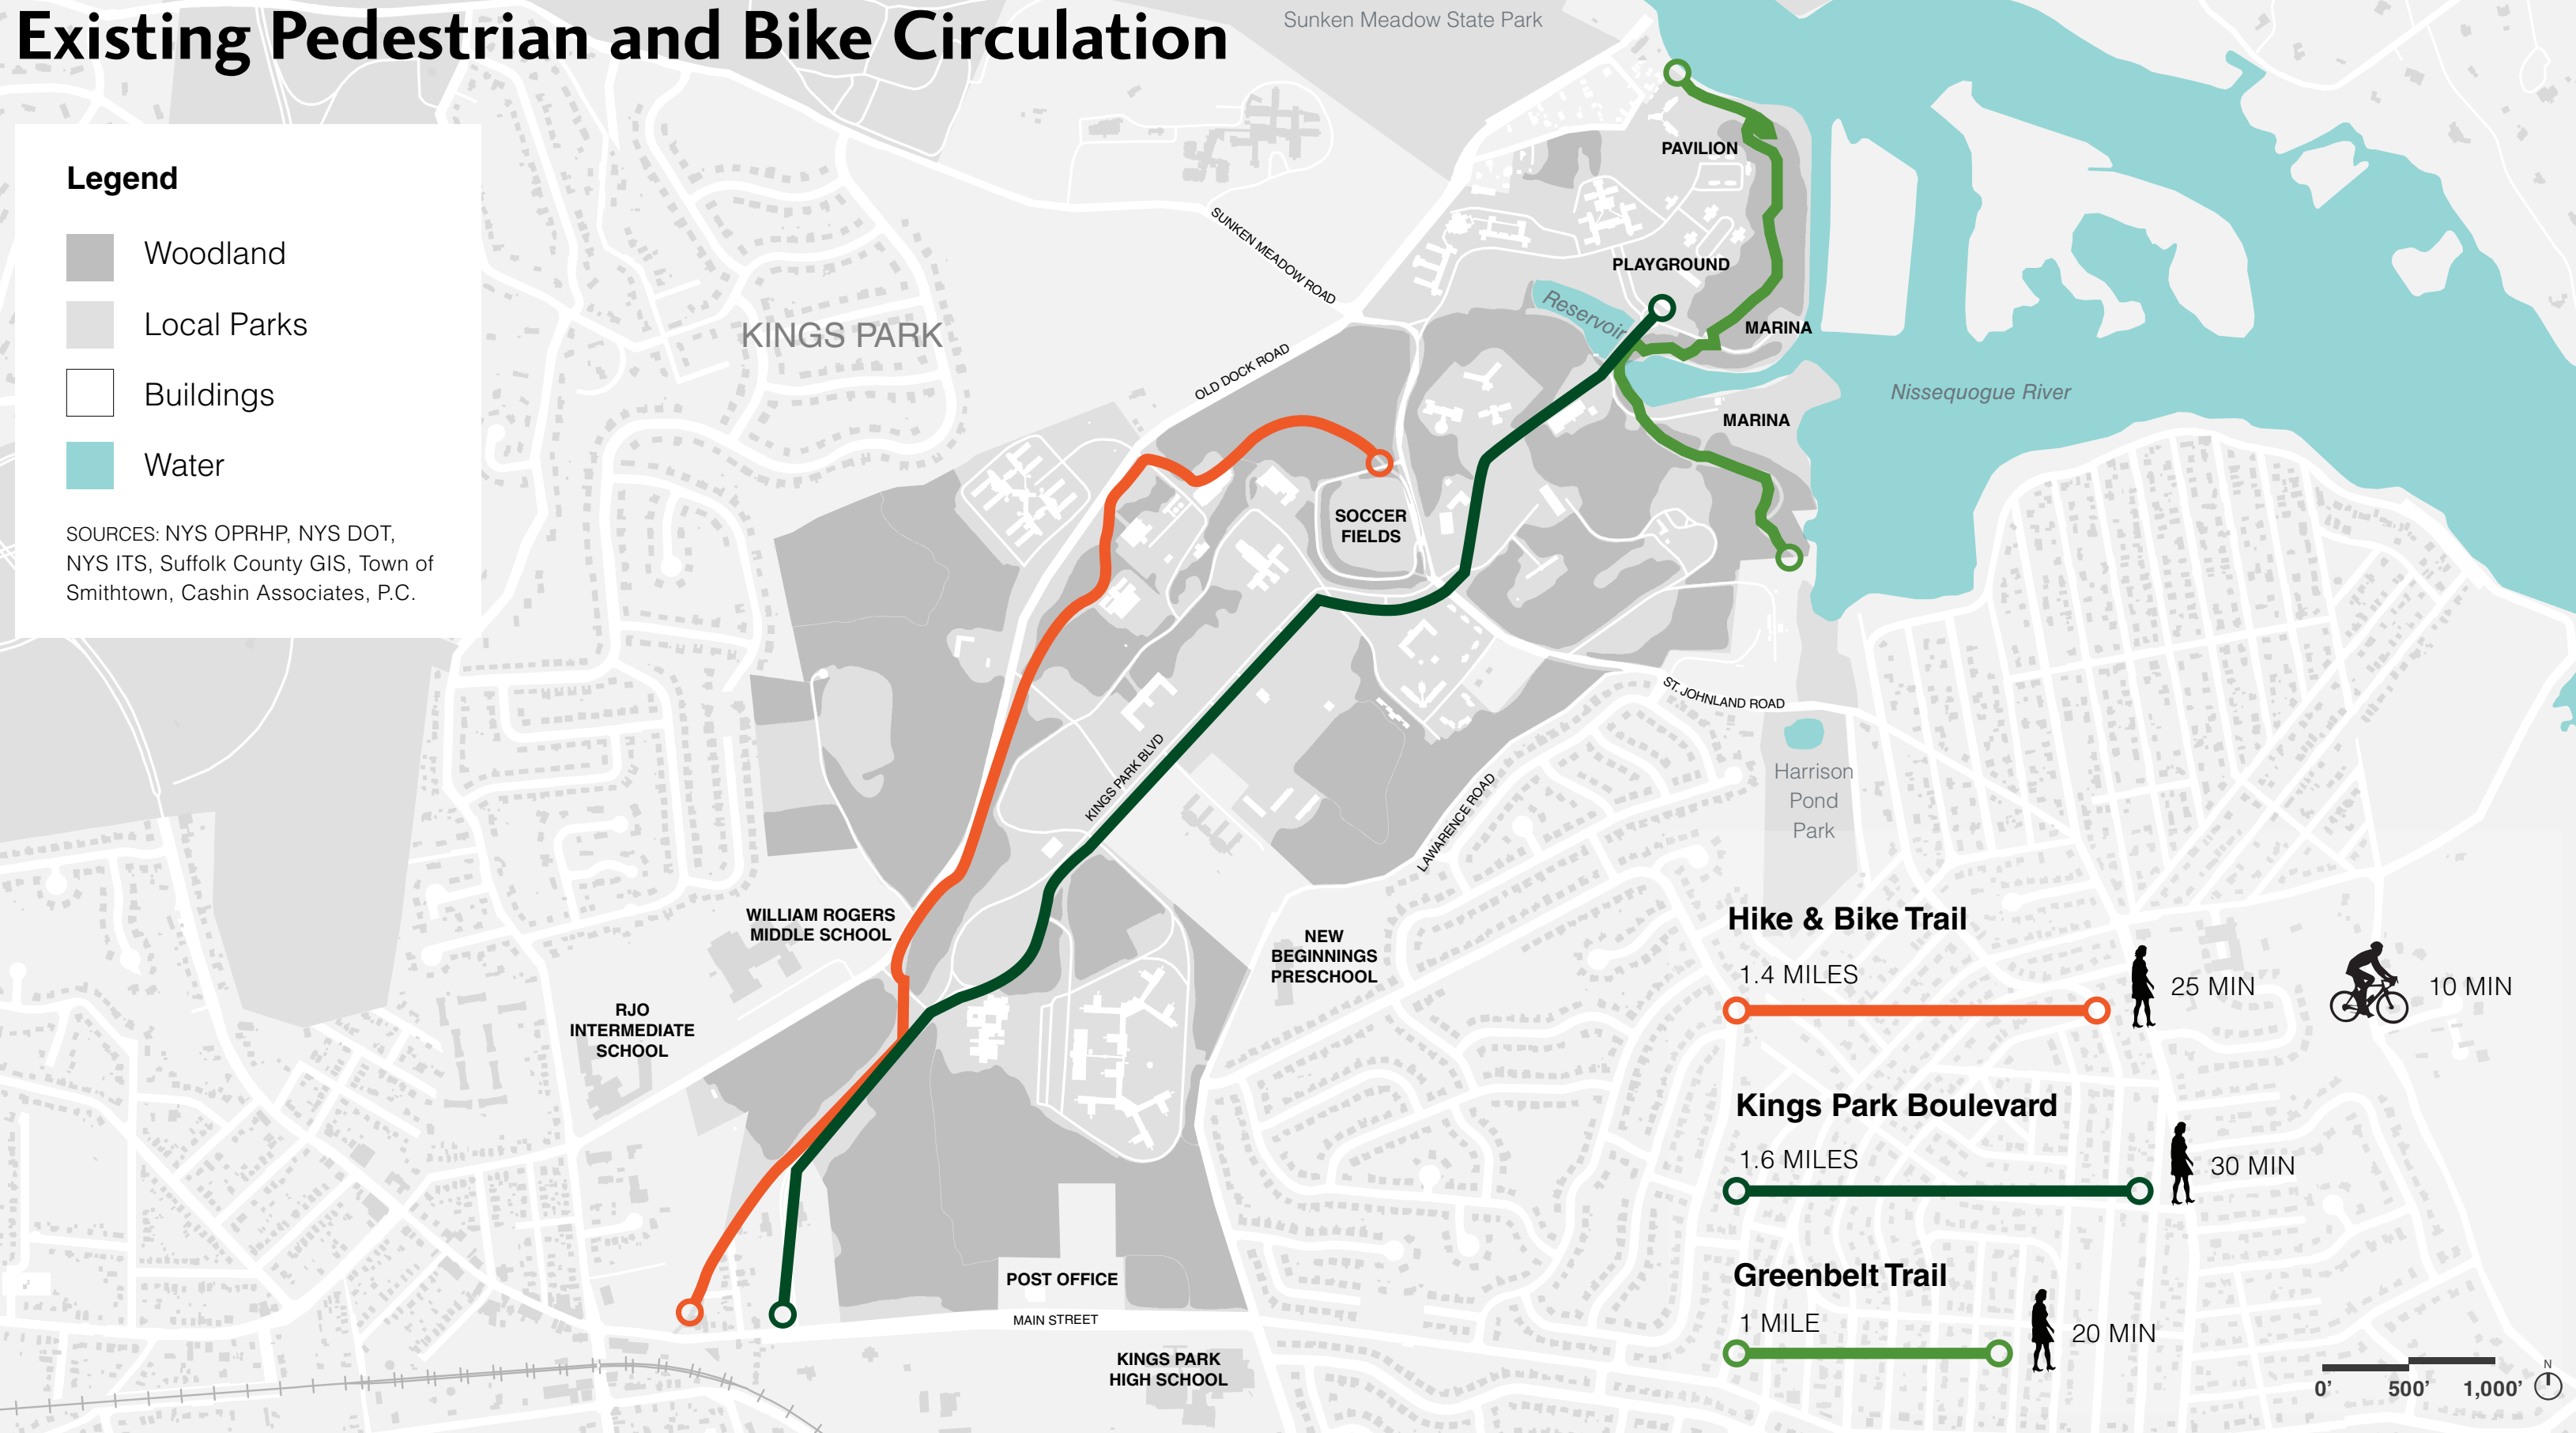 Existing Pedestrian and Bike Circulation
Sunken Meadow State Park
Legend
Woodland
Local Parks
Buildings
Water
SOURCES: NYS OPRHP, NYS DOT,
NYS ITS, Suffolk County GIS, Town of
Smithtown, Cashin Associates, P.C.
KINGS PARK
SUNKEN MEADOW ROAD
OLD DOCK ROAD
PAVILION
PLAYGROUND
Reservoir
MARINA
MARINA
Nissequogue River
SOCCER
FIELDS
ST. JOHNLAND ROAD
KINGS PARK BLVD
LAWARENCE ROAD
Harrison
Pond
Park
WILLIAM ROGERS
MIDDLE SCHOOL
NEW
BEGINNINGS
PRESCHOOL
RJO
INTERMEDIATE
SCHOOL
POST OFFICE
MAIN STREET
KINGS PARK
HIGH SCHOOL
Hike & Bike Trail
1.4 MILES
25 MIN
10 MIN
Kings Park Boulevard
1.6 MILES
30 MIN
Greenbelt Trail
1 MILE
20 MIN
0' 500' 1,000'
N